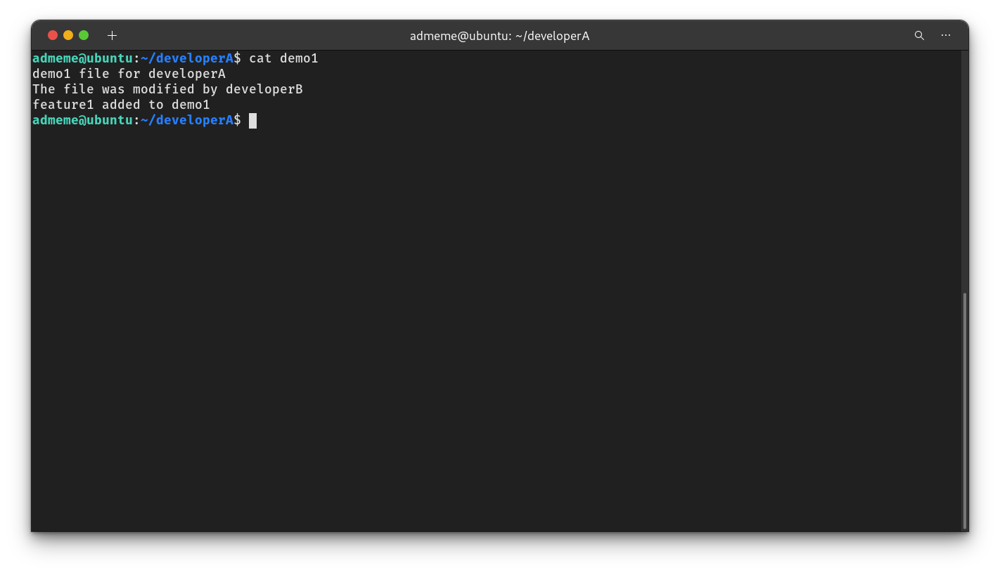 admeme@ubuntu: ~/developerA
admeme@ubuntu:~/developerA$ cat demo1
demo1 file for developerA
The file was modified by developerB
feature1 added to demo1
admeme@ubuntu:~/developerA$